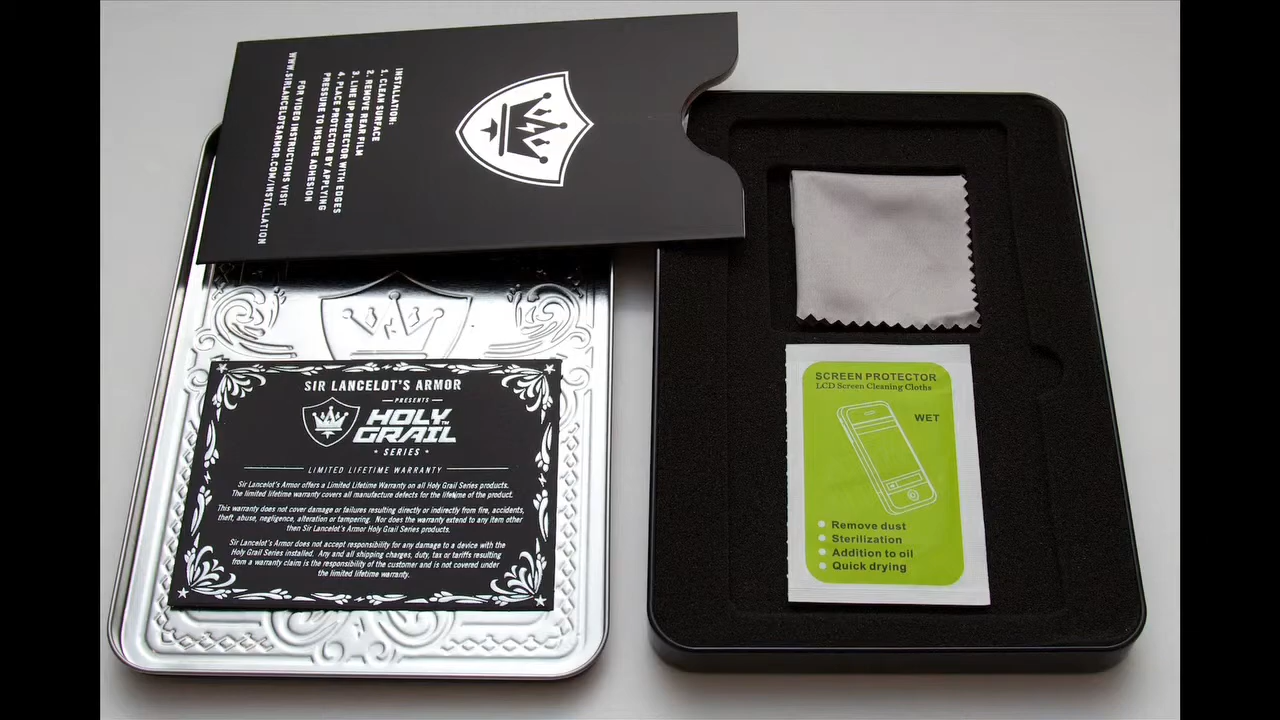 INSTALLATION:
1. CLEAN SURFACE
2. REMOVE REAR FILM
3. LINE UP PROTECTOR WITH EDGES
4. PLACE PROTECTOR BY APPLYING
PRESSURE TO INSURE ADHESION
FOR VIDEO INSTRUCTIONS VISIT
WWW.SIRLANCELOTSARMOR.COM/INSTALLATION
SIR LANCELOT'S ARMOR
PRESENTS
HOLY
GRAIL™
SERIES
LIMITED LIFETIME WARRANTY
Sir Lancelot's Armor offers a Limited Lifetime Warranty on all Holy Grail Series products.
The limited lifetime warranty covers all manufacture defects for the lifetime of the product.
This warranty does not cover damage or failures resulting directly or indirectly from fire, accidents,
theft, abuse, negligence, alteration or tampering. Nor does the warranty extend to any item other
then Sir Lancelot's Armor Holy Grail Series products.
Sir Lancelot's Armor does not accept responsibility for any damage to a device with the
Holy Grail Series installed. Any and all shipping charges, duty, tax or tariffs resulting
from a warranty claim is the responsibility of the customer and is not covered under
the limited lifetime warranty.
SCREEN PROTECTOR
LCD Screen Cleaning Cloths
WET
Remove dust
Sterilization
Addition to oil
Quick drying